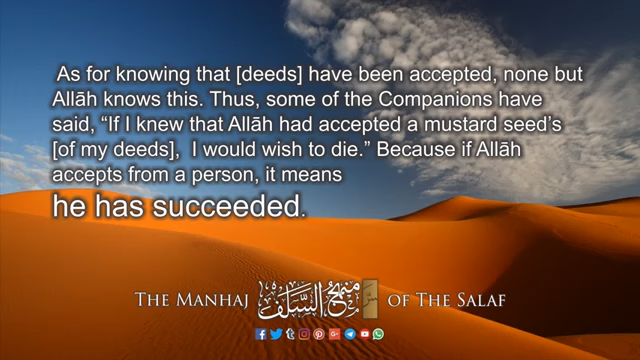 As for knowing that [deeds] have been accepted, none but
Allāh knows this. Thus, some of the Companions have
said, “If I knew that Allāh had accepted a mustard seed’s
[of my deeds],  I would wish to die.” Because if Allāh
accepts from a person, it means
he has succeeded.
THE MANHAJ منهج السلف OF THE SALAF